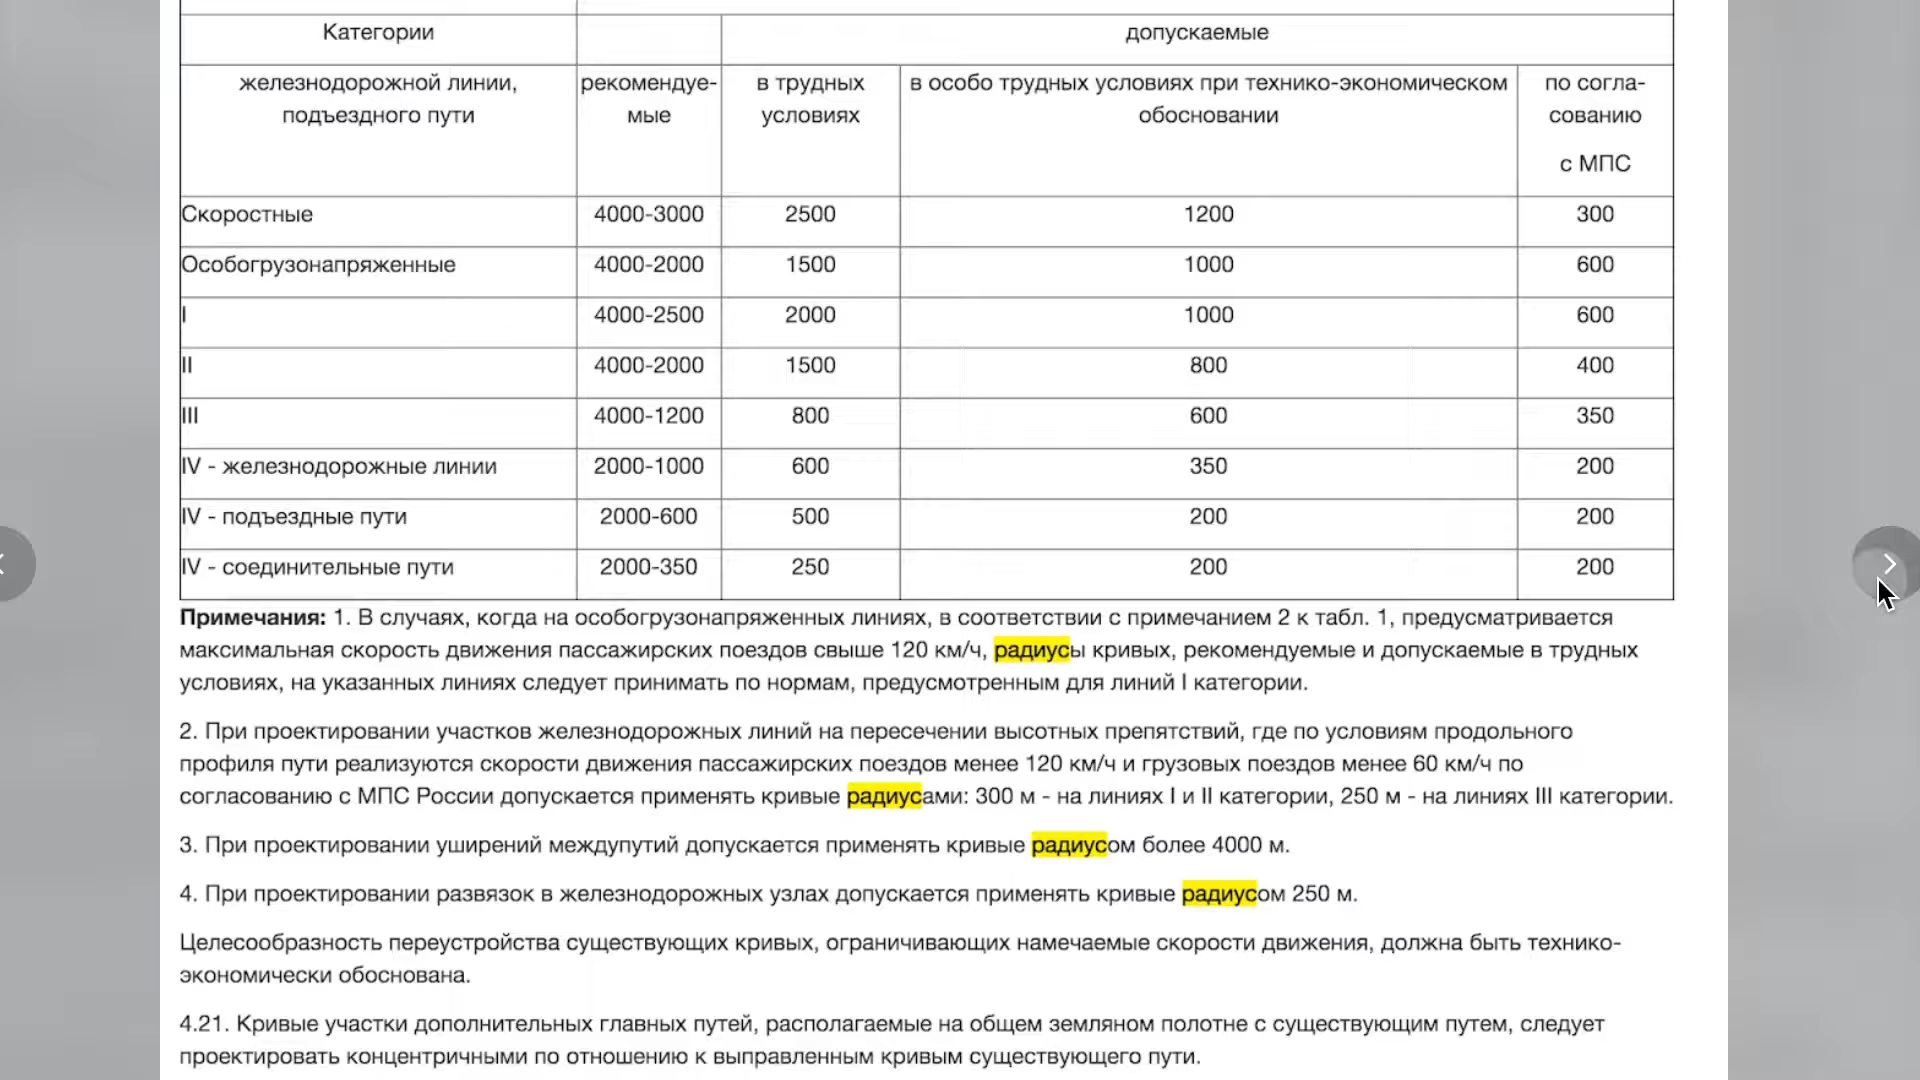 Категории допускаемые
железнодорожной линии, подъездного пути рекомендуе-мые в трудных условиях в особо трудных условиях при технико-экономическом обосновании по согла-сованию с МПС
Скоростные 4000-3000 2500 1200 300
Особогрузонапряженные 4000-2000 1500 1000 600
I 4000-2500 2000 1000 600
II 4000-2000 1500 800 400
III 4000-1200 800 600 350
IV - железнодорожные линии 2000-1000 600 350 200
IV - подъездные пути 2000-600 500 200 200
IV - соединительные пути 2000-350 250 200 200
Примечания: 1. В случаях, когда на особогрузонапряженных линиях, в соответствии с примечанием 2 к табл. 1, предусматривается
максимальная скорость движения пассажирских поездов свыше 120 км/ч, радиусы кривых, рекомендуемые и допускаемые в трудных
условиях, на указанных линиях следует принимать по нормам, предусмотренным для линий I категории.
2. При проектировании участков железнодорожных линий на пересечении высотных препятствий, где по условиям продольного
профиля пути реализуются скорости движения пассажирских поездов менее 120 км/ч и грузовых поездов менее 60 км/ч по
согласованию с МПС России допускается применять кривые радиусами: 300 м - на линиях I и II категории, 250 м - на линиях III категории.
3. При проектировании уширений междупутий допускается применять кривые радиусом более 4000 м.
4. При проектировании развязок в железнодорожных узлах допускается применять кривые радиусом 250 м.
Целесообразность переустройства существующих кривых, ограничивающих намечаемые скорости движения, должна быть технико-
экономически обоснована.
4.21. Кривые участки дополнительных главных путей, располагаемые на общем земляном полотне с существующим путем, следует
проектировать концентричными по отношению к выправленным кривым существующего пути.